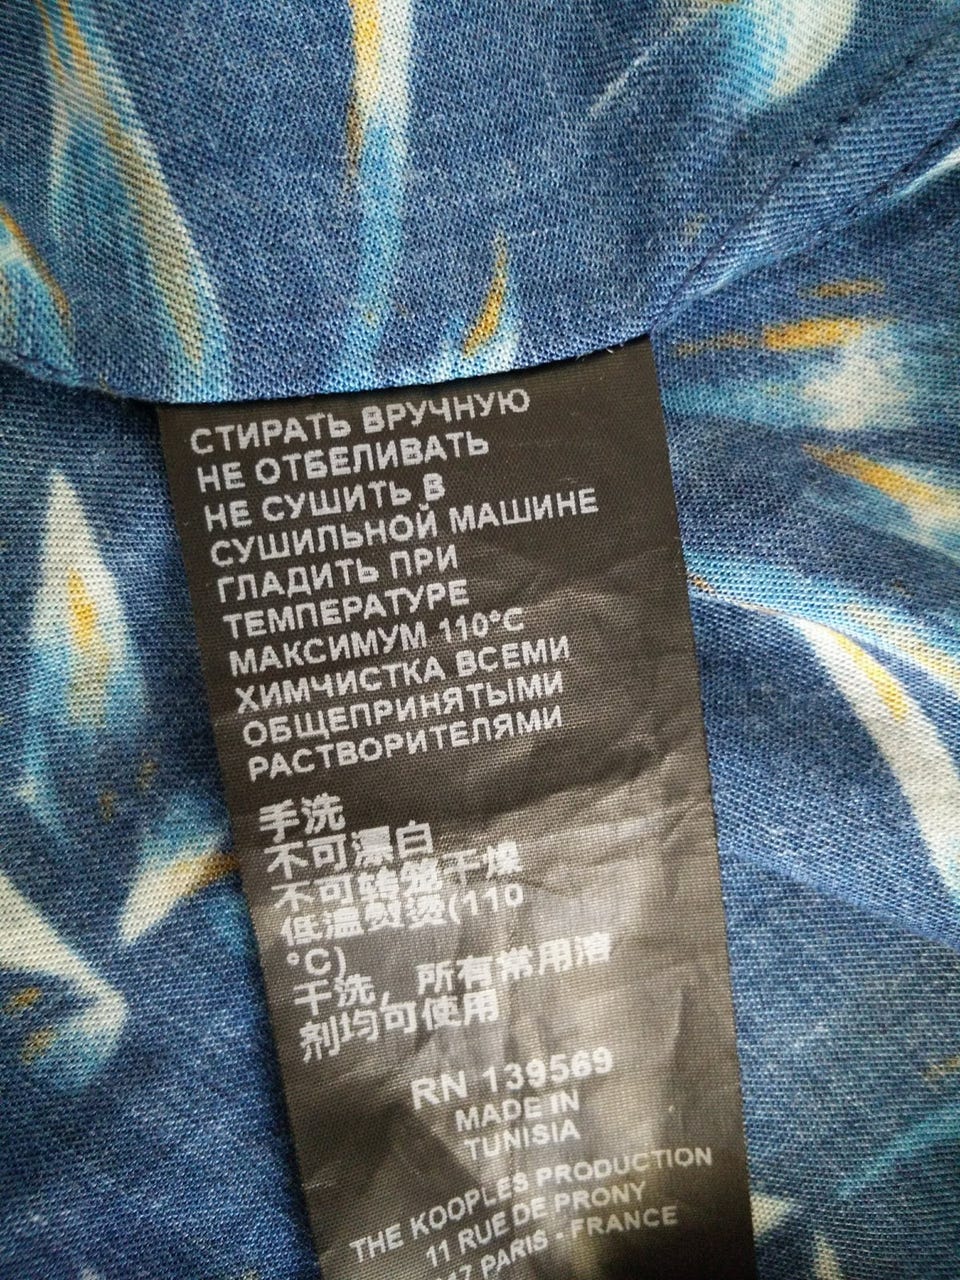 СТИРАТЬ ВРУЧНУЮ
НЕ ОТБЕЛИВАТЬ
НЕ СУШИТЬ В
СУШИЛЬНОЙ МАШИНЕ
ГЛАДИТЬ ПРИ
ТЕМПЕРАТУРЕ
МАКСИМУМ 110°C
ХИМЧИСТКА ВСЕМИ
ОБЩЕПРИНЯТЫМИ
РАСТВОРИТЕЛЯМИ
手洗
不可漂白
不可转笼干燥
低温熨烫(110
°C)
干洗，所有常用溶
剂均可使用
RN 139569
MADE IN
TUNISIA
THE KOOPLES PRODUCTION
11 RUE DE PRONY
PARIS - FRANCE